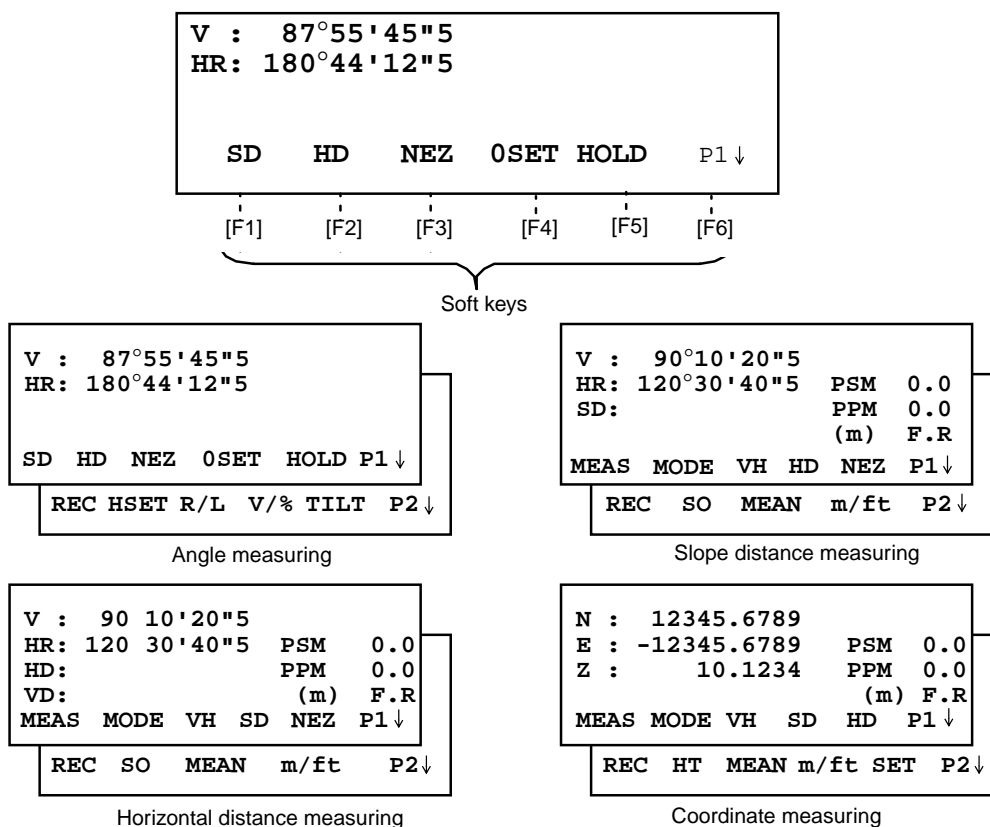 V :   87°55'45"5
HR: 180°44'12"5
SD HD NEZ 0SET HOLD P1↓
[F1] [F2] [F3] [F4] [F5] [F6]
Soft keys
V :   87°55'45"5
HR: 180°44'12"5
SD HD NEZ 0SET HOLD P1↓
REC HSET R/L V/% TILT P2↓
Angle measuring
V :   90°10'20"5
HR: 120°30'40"5 PSM 0.0
SD: PPM 0.0
(m) F.R
MEAS MODE VH HD NEZ P1↓
REC SO MEAN m/ft P2↓
Slope distance measuring
V :   90 10'20"5
HR: 120 30'40"5 PSM 0.0
HD: PPM 0.0
VD: (m) F.R
MEAS MODE VH SD NEZ P1↓
REC SO MEAN m/ft P2↓
Horizontal distance measuring
N :   12345.6789
E : -12345.6789 PSM 0.0
Z :   10.1234 PPM 0.0
(m) F.R
MEAS MODE VH SD HD P1↓
REC HT MEAN m/ft SET P2↓
Coordinate measuring